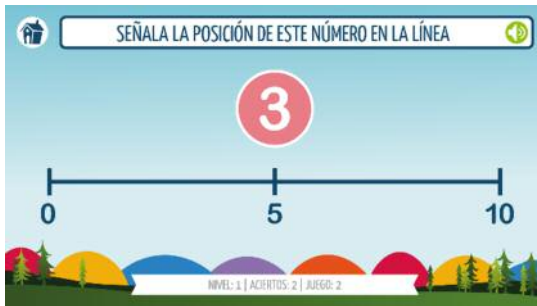 SEÑALA LA POSICIÓN DE ESTE NÚMERO EN LA LÍNEA
3
0 5 10
NIVEL: 1 | ACIERTOS: 2 | JUEGO: 2